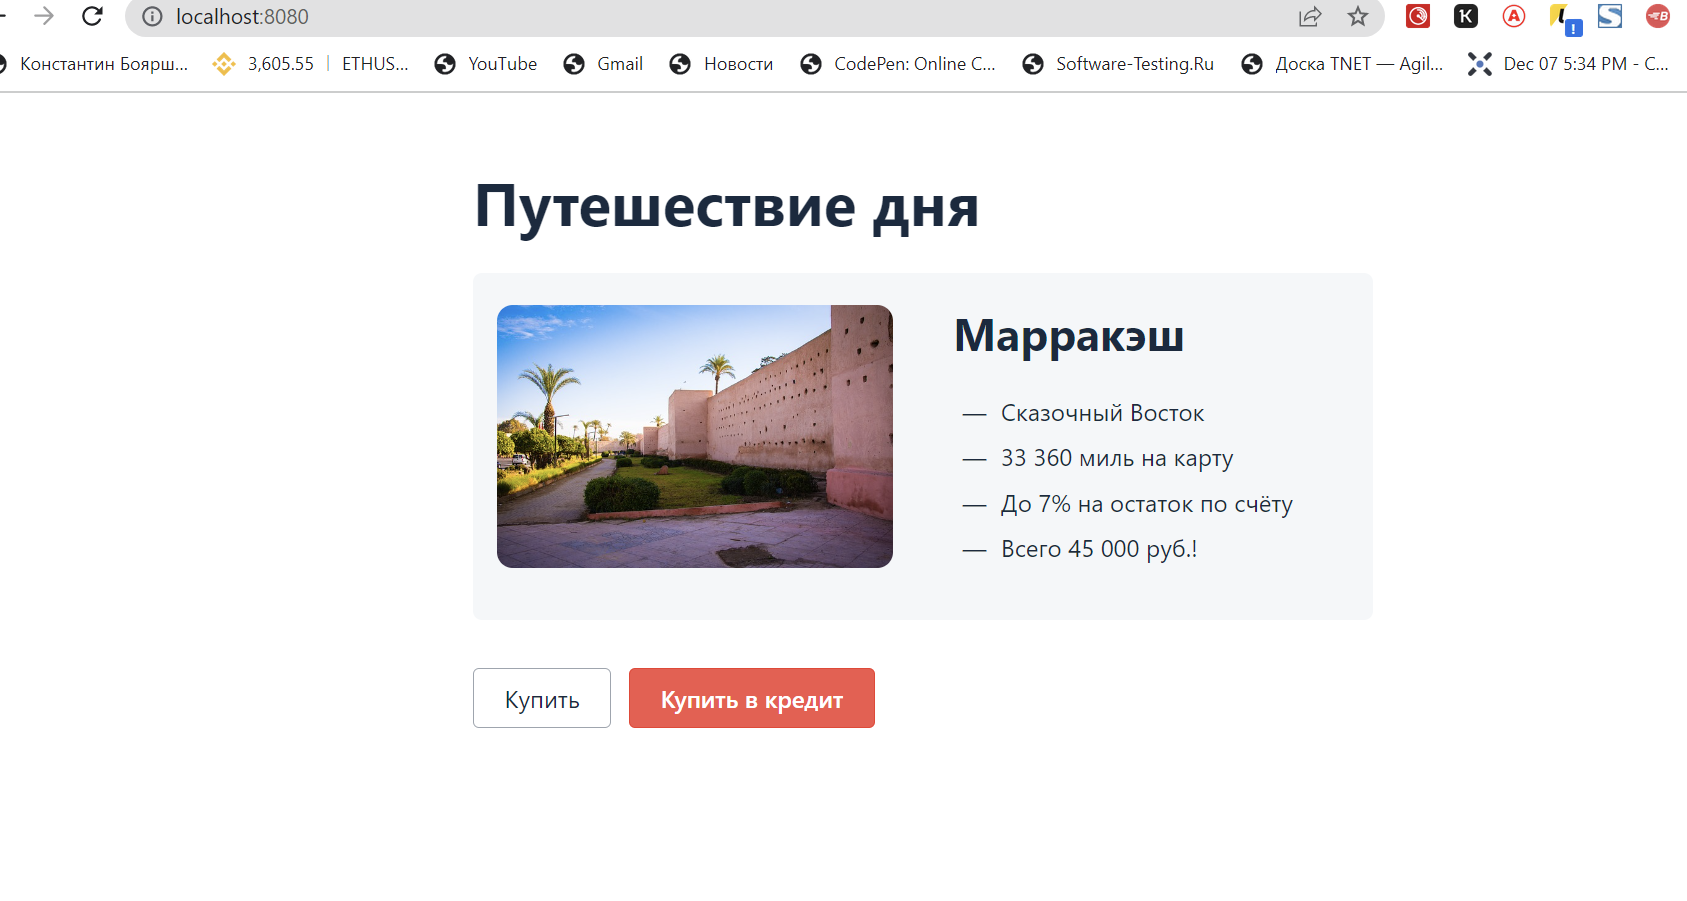 localhost:8080
Константин Боярш... 3,605.55 | ETHUS... YouTube Gmail Новости CodePen: Online C... Software-Testing.Ru Доска TNET — Agil... Dec 07 5:34 PM - C...
Путешествие дня
Марракэш
— Сказочный Восток
— 33 360 миль на карту
— До 7% на остаток по счёту
— Всего 45 000 руб.!
Купить Купить в кредит